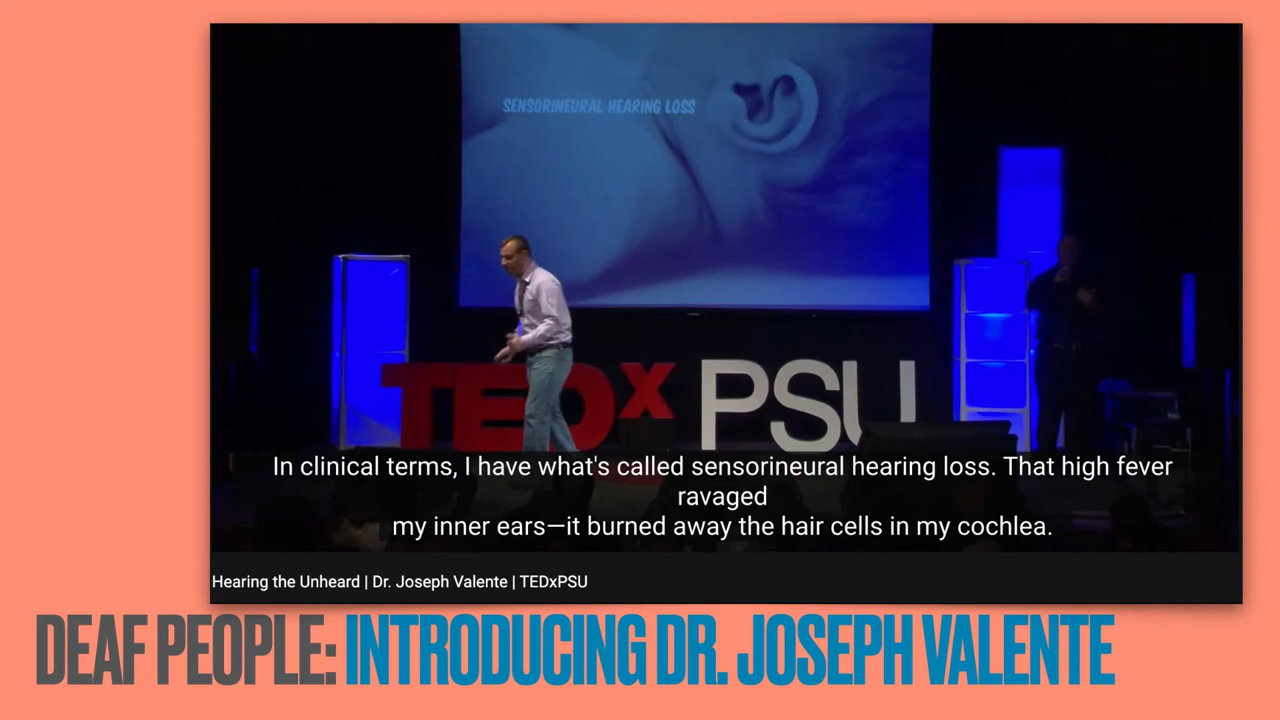 SENSORINEURAL HEARING LOSS
TEDx PSU
In clinical terms, I have what's called sensorineural hearing loss. That high fever
ravaged
my inner ears—it burned away the hair cells in my cochlea.
Hearing the Unheard | Dr. Joseph Valente | TEDxPSU
DEAF PEOPLE: INTRODUCING DR. JOSEPH VALENTE